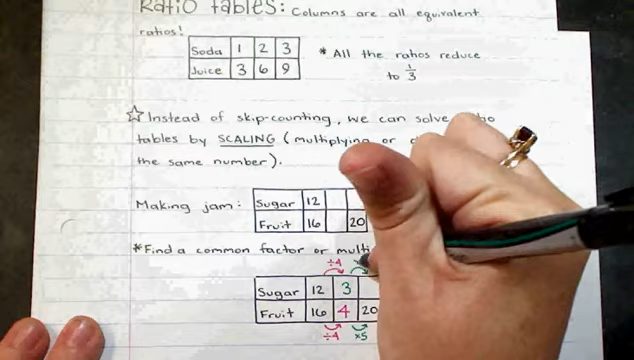 Ratio tables: Columns are all equivalent
ratios!
Soda 1 2 3
Juice 3 6 9
* All the ratios reduce
to 1/3
☆ Instead of skip-counting, we can solve
tables by SCALING (multiplying or
the same number).
Making jam:
Sugar 12
Fruit 16 20
*Find a common factor or
÷4
Sugar 12 3
Fruit 16 4 20
÷4 ×5